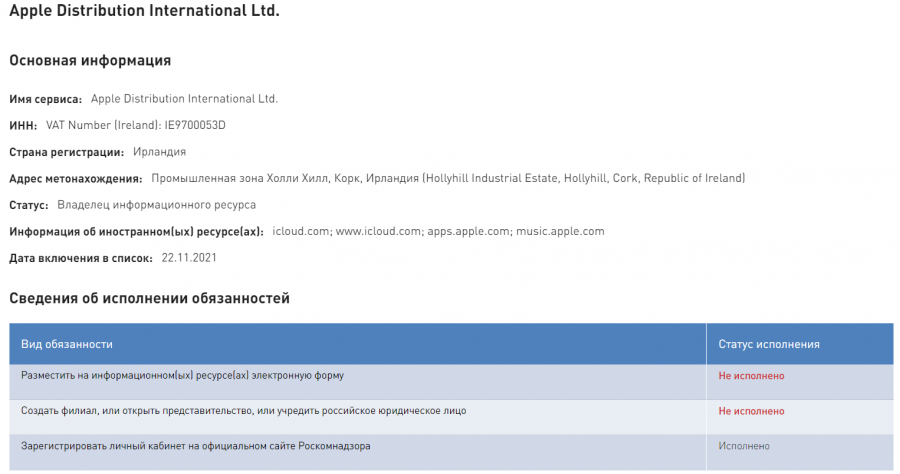 Apple Distribution International Ltd.
Основная информация
Имя сервиса: Apple Distribution International Ltd.
ИНН: VAT Number (Ireland): IE9700053D
Страна регистрации: Ирландия
Адрес метонахождения: Промышленная зона Холли Хилл, Корк, Ирландия (Hollyhill Industrial Estate, Hollyhill, Cork, Republic of Ireland)
Статус: Владелец информационного ресурса
Информация об иностранном(ых) ресурсе(ах): icloud.com; www.icloud.com; apps.apple.com; music.apple.com
Дата включения в список: 22.11.2021
Сведения об исполнении обязанностей
Вид обязанности Статус исполнения
Разместить на информационном(ых) ресурсе(ах) электронную форму Не исполнено
Создать филиал, или открыть представительство, или учредить российское юридическое лицо Не исполнено
Зарегистрировать личный кабинет на официальном сайте Роскомнадзора Исполнено